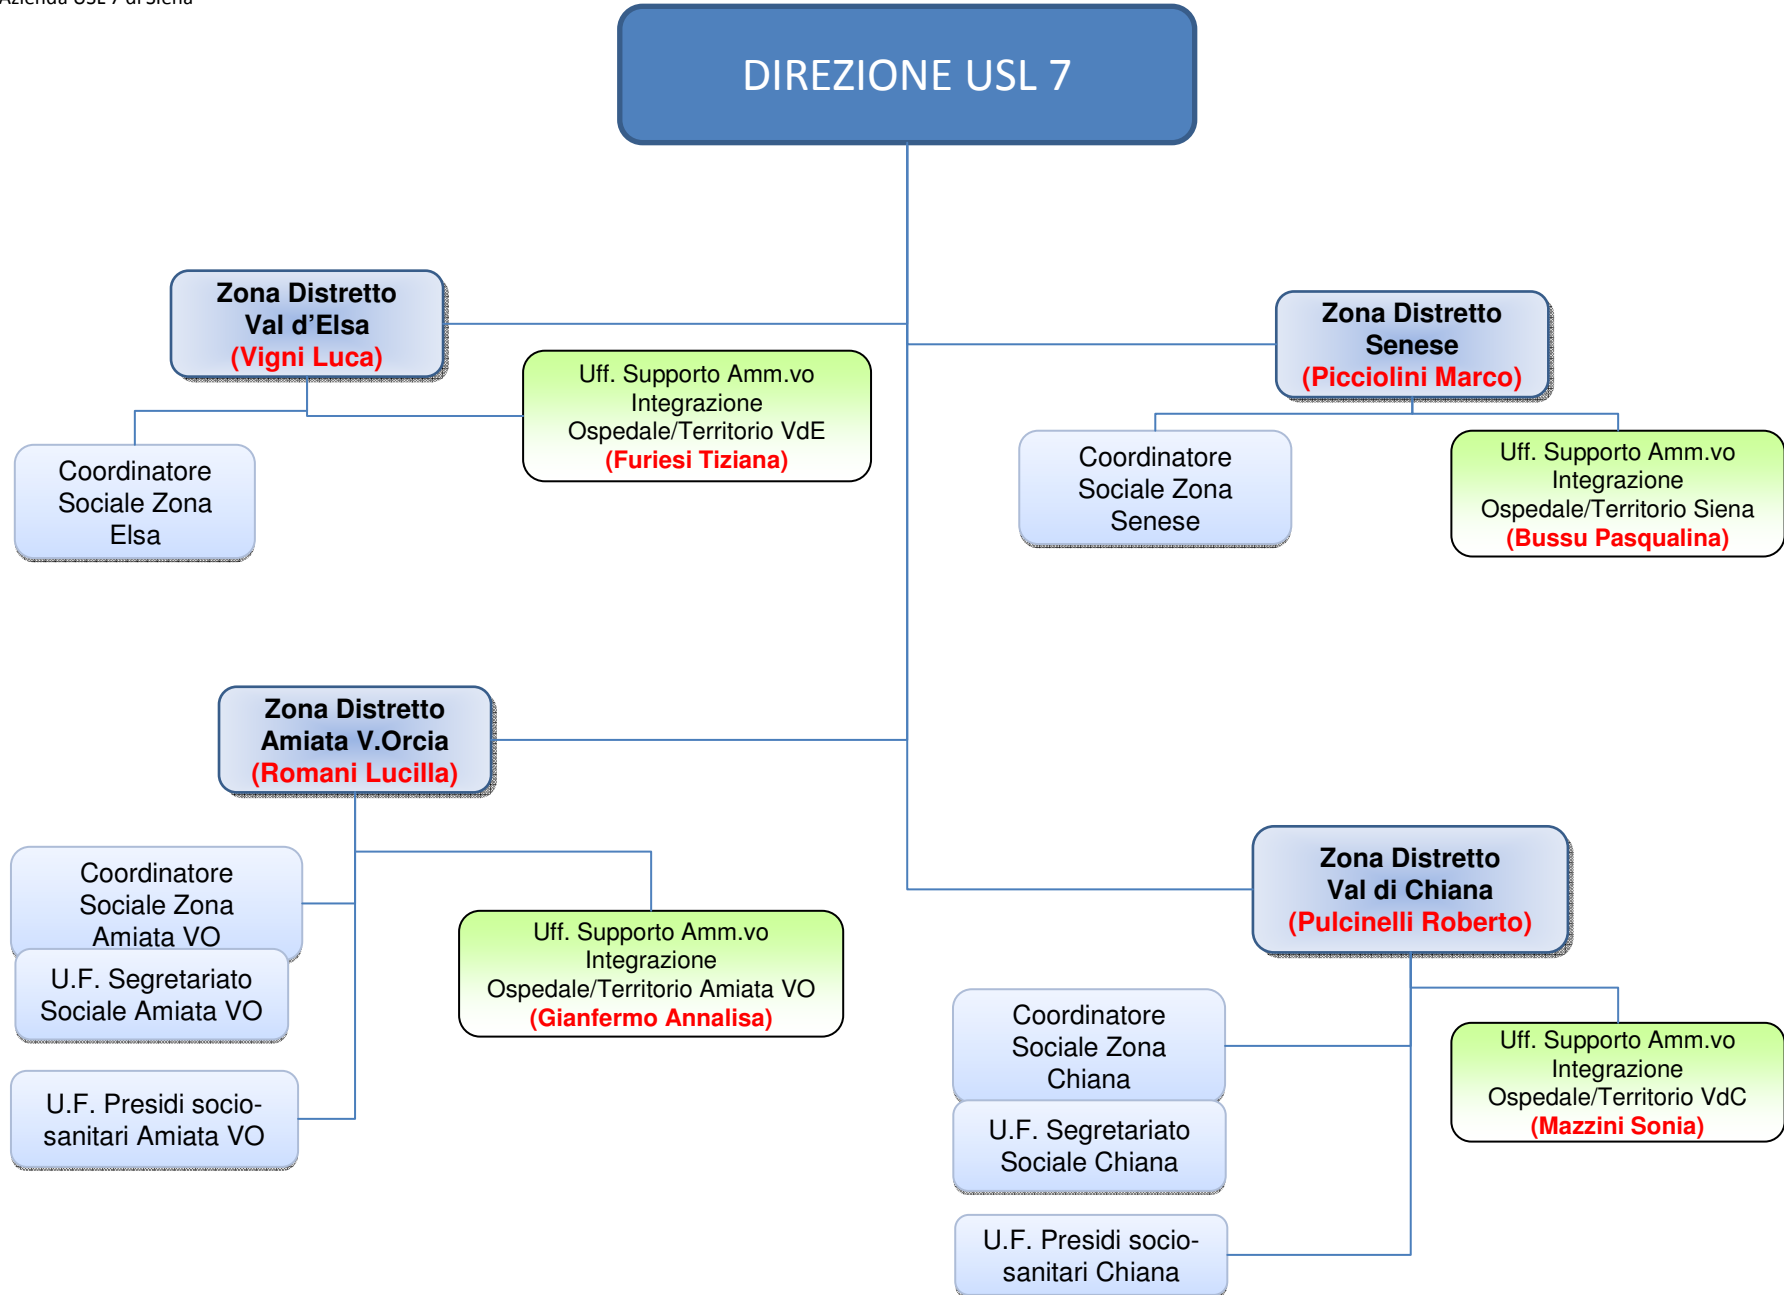 Azienda USL 7 di Siena
DIREZIONE USL 7
Zona Distretto
Val d’Elsa
(Vigni Luca)
Uff. Supporto Amm.vo
Integrazione
Ospedale/Territorio VdE
(Furiesi Tiziana)
Coordinatore
Sociale Zona
Elsa
Zona Distretto
Senese
(Picciolini Marco)
Coordinatore
Sociale Zona
Senese
Uff. Supporto Amm.vo
Integrazione
Ospedale/Territorio Siena
(Bussu Pasqualina)
Zona Distretto
Amiata V.Orcia
(Romani Lucilla)
Coordinatore
Sociale Zona
Amiata VO
U.F. Segretariato
Sociale Amiata VO
U.F. Presidi socio-
sanitari Amiata VO
Uff. Supporto Amm.vo
Integrazione
Ospedale/Territorio Amiata VO
(Gianfermo Annalisa)
Zona Distretto
Val di Chiana
(Pulcinelli Roberto)
Coordinatore
Sociale Zona
Chiana
U.F. Segretariato
Sociale Chiana
U.F. Presidi socio-
sanitari Chiana
Uff. Supporto Amm.vo
Integrazione
Ospedale/Territorio VdC
(Mazzini Sonia)